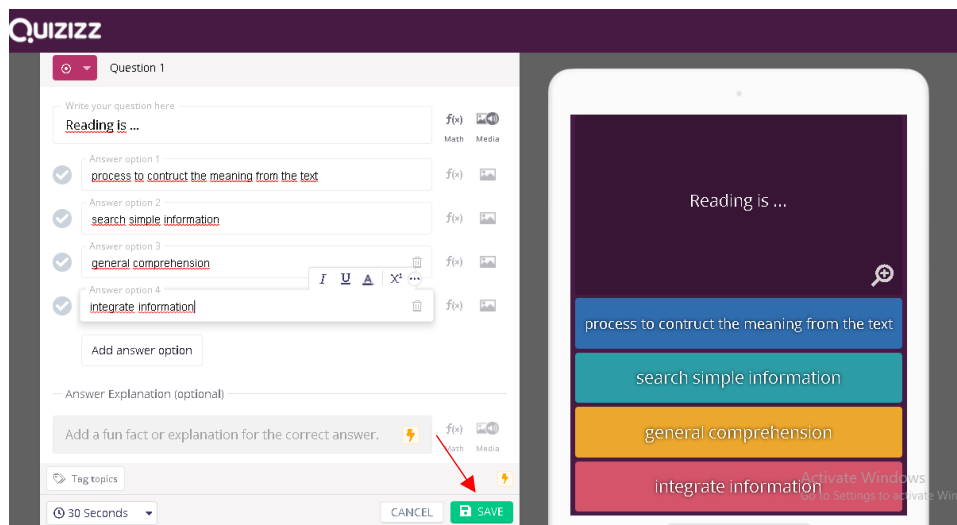 QUIZIZZ
Question 1
Write your question here
Reading is ...
f(x)
Math Media
Answer option 1
process to contruct the meaning from the text
f(x)
Answer option 2
search simple information
f(x)
Answer option 3
general comprehension
f(x)
I U A X¹ ...
Answer option 4
integrate information
f(x)
Add answer option
Answer Explanation (optional)
Add a fun fact or explanation for the correct answer.
f(x)
Math Media
Tag topics
30 Seconds
CANCEL
SAVE
Reading is ...
process to contruct the meaning from the text
search simple information
general comprehension
integrate information
Activate Windows
Go to Settings to activate Win